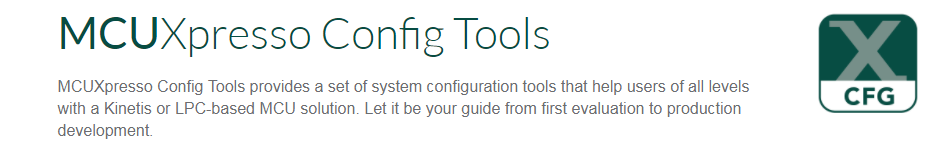 MCUXpresso Config Tools
MCUXpresso Config Tools provides a set of system configuration tools that help users of all levels
with a Kinetis or LPC-based MCU solution. Let it be your guide from first evaluation to production
development.
X
CFG